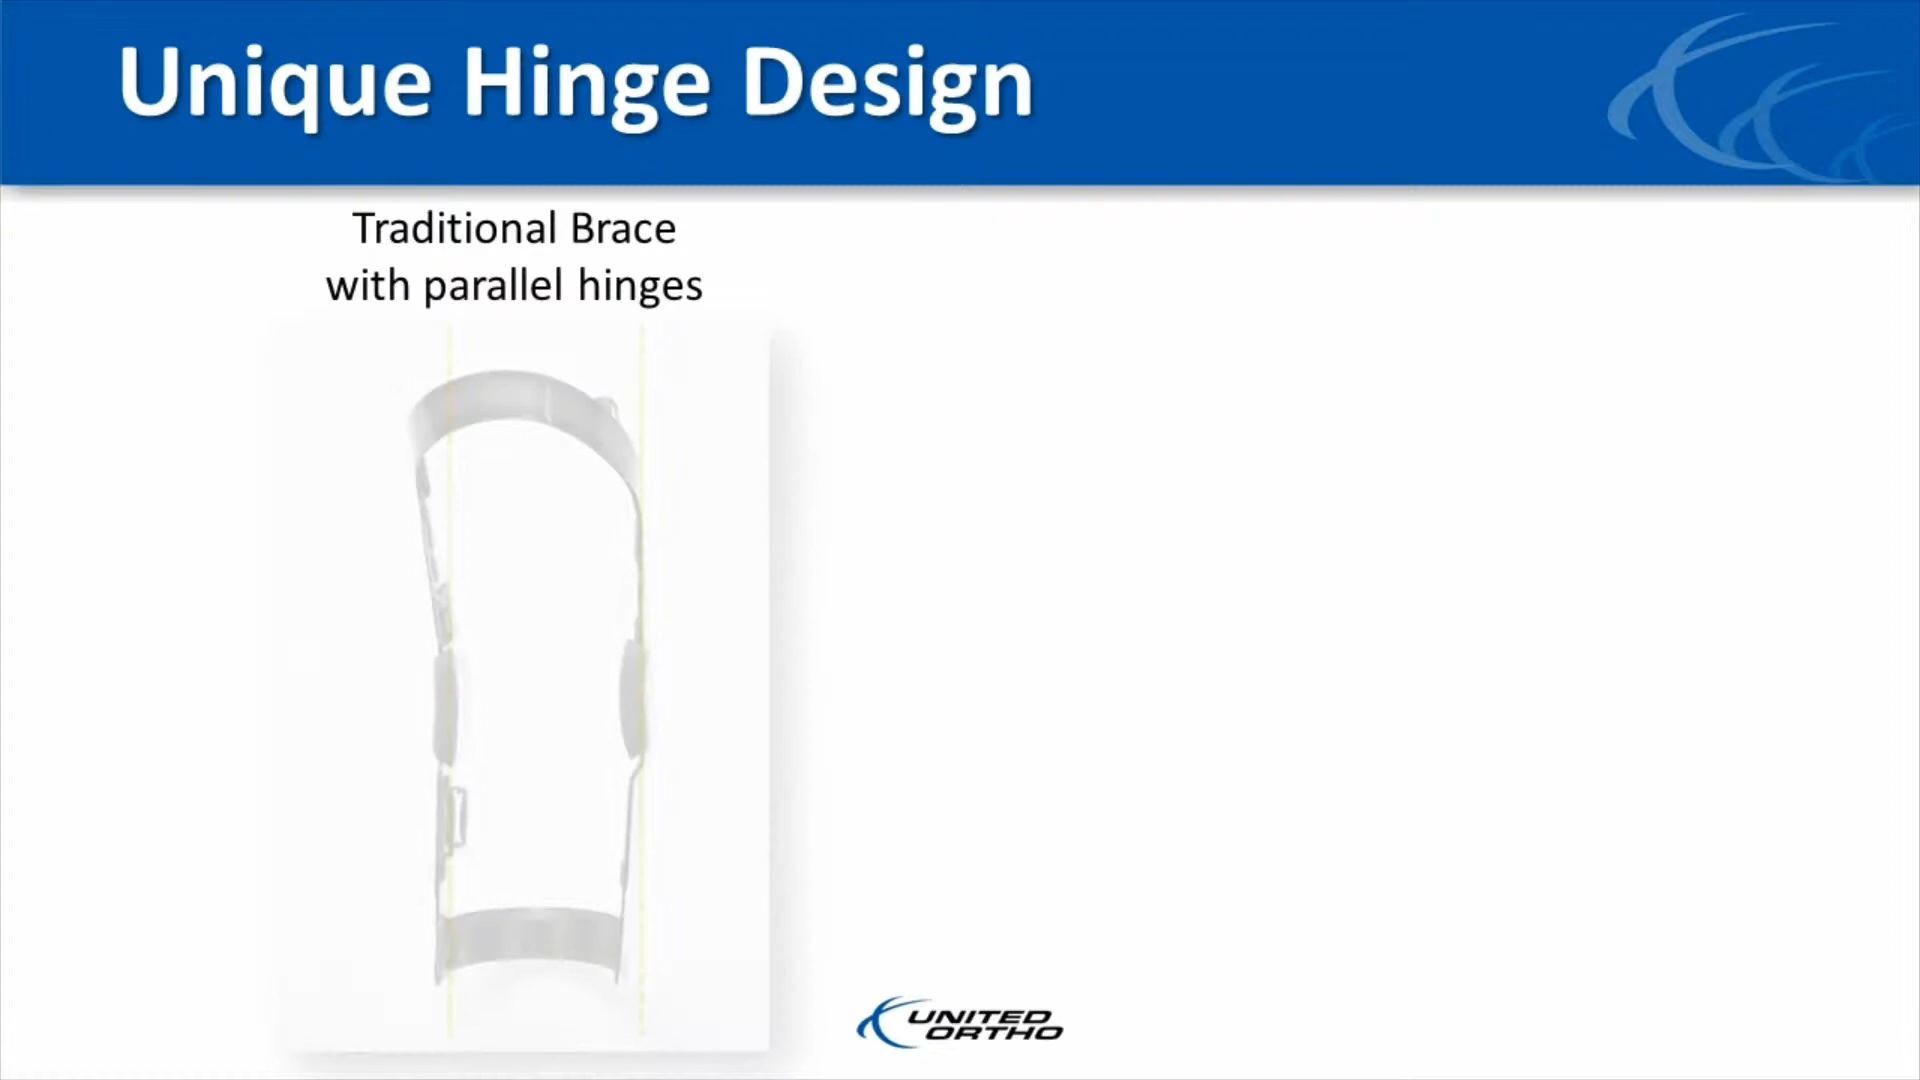 Unique Hinge Design
Traditional Brace
with parallel hinges
UNITED
ORTHO